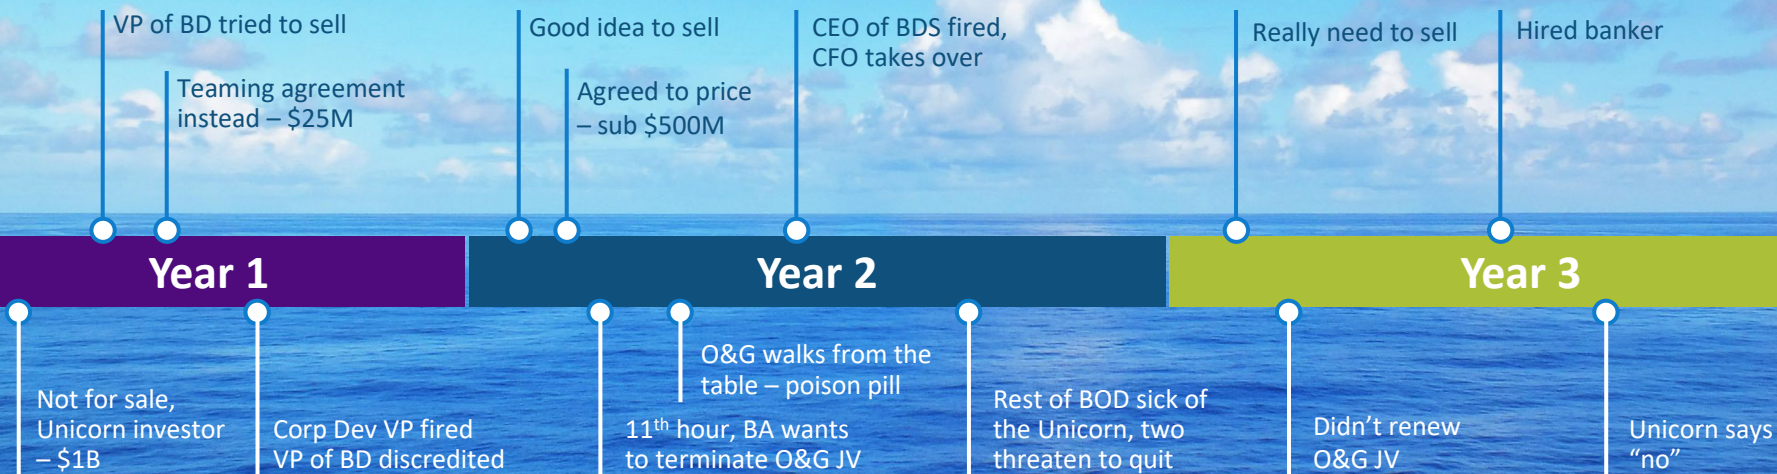 VP of BD tried to sell
Teaming agreement
instead – $25M
Good idea to sell
Agreed to price
– sub $500M
CEO of BDS fired,
CFO takes over
Really need to sell
Hired banker
Year 1
Year 2
Year 3
Not for sale,
Unicorn investor
– $1B
Corp Dev VP fired
VP of BD discredited
11th hour, BA wants
to terminate O&G JV
O&G walks from the
table – poison pill
Rest of BOD sick of
the Unicorn, two
threaten to quit
Didn’t renew
O&G JV
Unicorn says
“no”